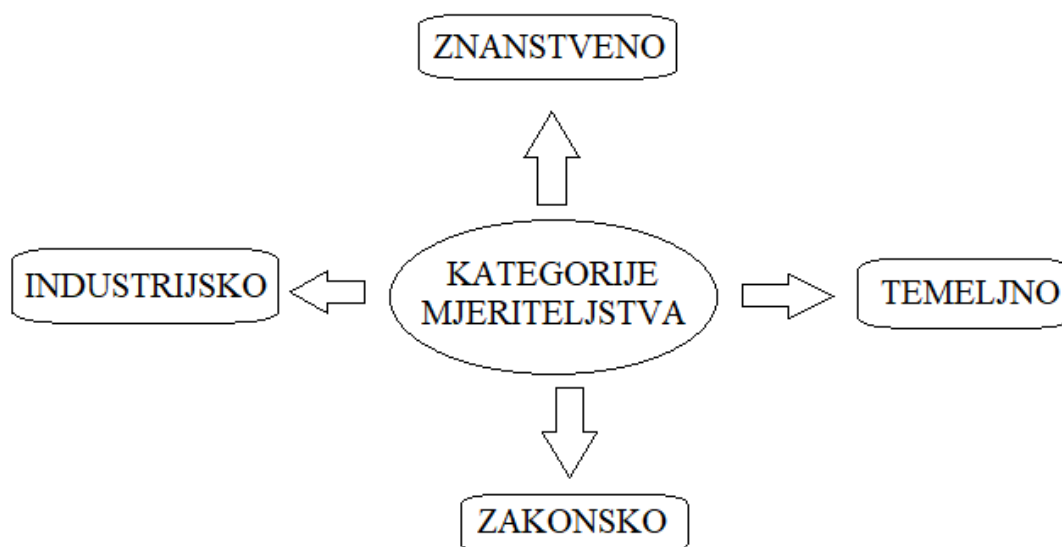 ZNANSTVENO
INDUSTRIJSKO
KATEGORIJE
MJERITELJSTVA
TEMELJNO
ZAKONSKO